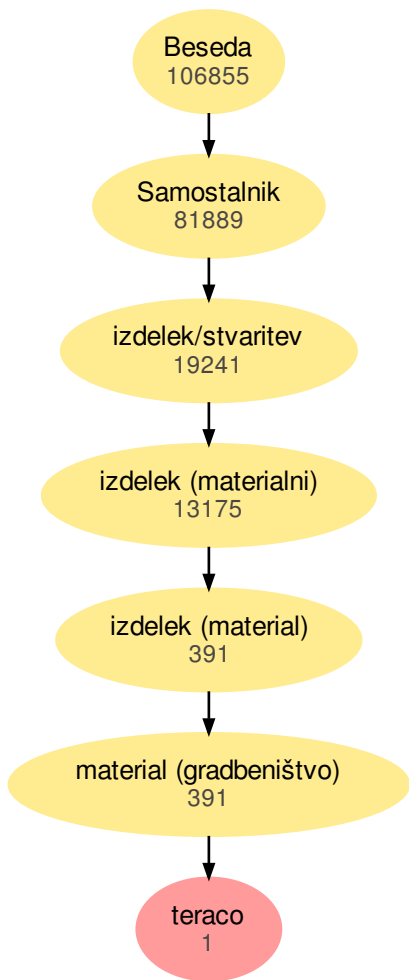 Beseda
106855
Samostalnik
81889
izdelek/stvaritev
19241
izdelek (materialni)
13175
izdelek (material)
391
material (gradbeništvo)
391
teraco
1